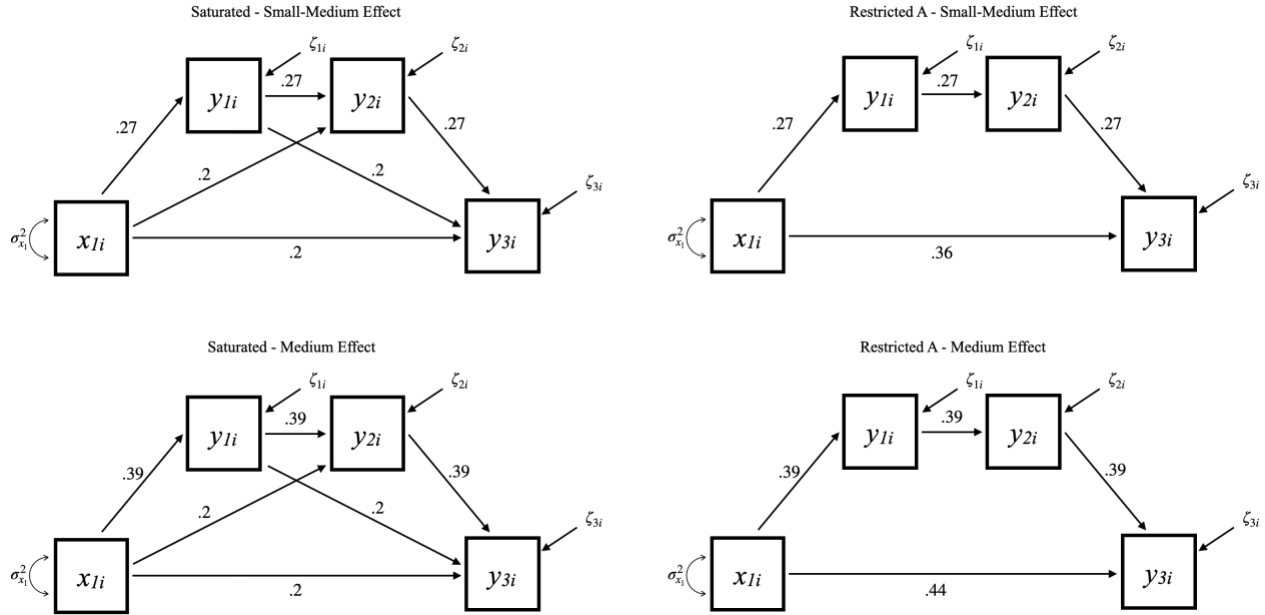 Saturated - Small-Medium Effect
ζ1i
ζ2i
y1i
.27
y2i
.27
.27
.2
.2
ζ3i
σ²x1
x1i
y3i
.2
Restricted A - Small-Medium Effect
ζ1i
ζ2i
y1i
.27
y2i
.27
.27
ζ3i
σ²x1
x1i
y3i
.36
Saturated - Medium Effect
ζ1i
ζ2i
y1i
.39
y2i
.39
.39
.2
.2
ζ3i
σ²x1
x1i
y3i
.2
Restricted A - Medium Effect
ζ1i
ζ2i
y1i
.39
y2i
.39
.39
ζ3i
σ²x1
x1i
y3i
.44